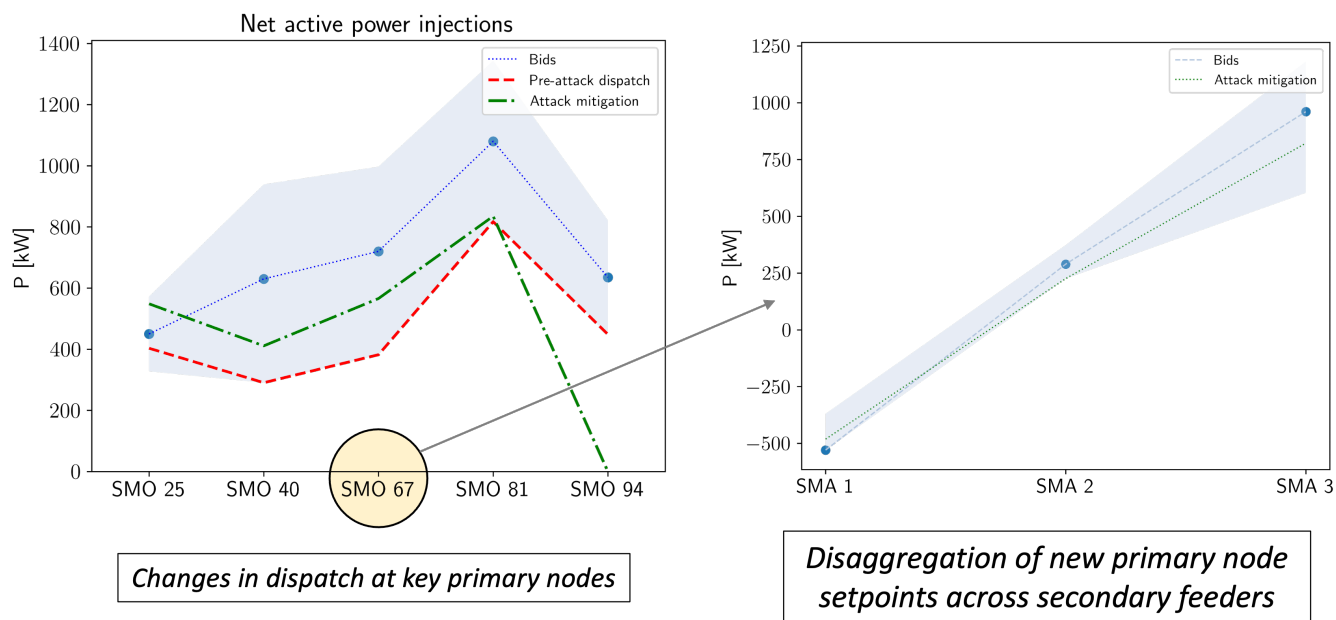 Net active power injections
1400
1200
1000
800
600
400
200
0
P [kW]
Bids
Pre-attack dispatch
Attack mitigation
SMO 25
SMO 40
SMO 67
SMO 81
SMO 94
Changes in dispatch at key primary nodes
1250
1000
750
500
250
0
−250
−500
P [kW]
Bids
Attack mitigation
SMA 1
SMA 2
SMA 3
Disaggregation of new primary node
setpoints across secondary feeders